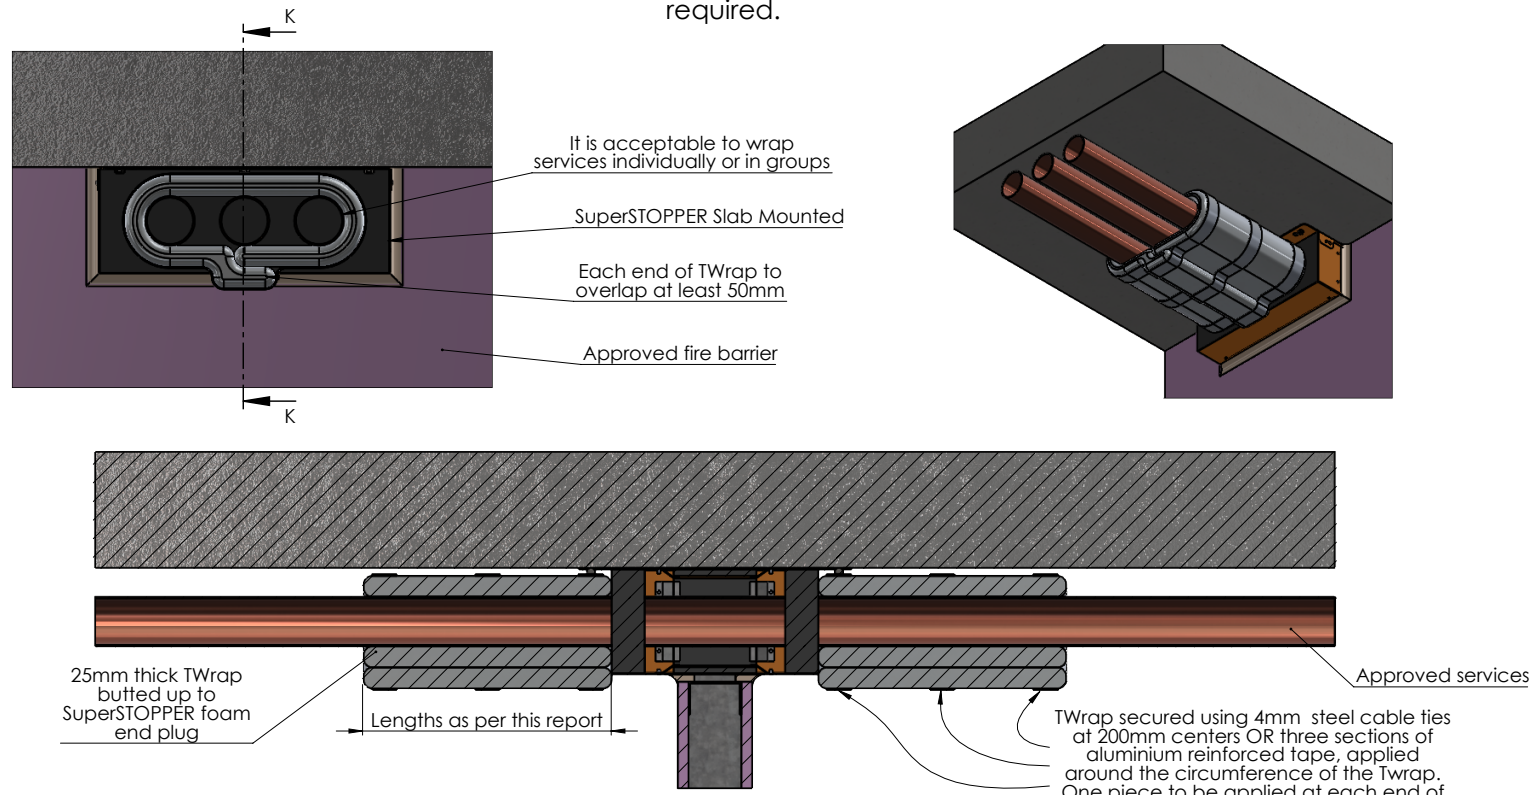 required.
K
It is acceptable to wrap
services individually or in groups
SuperSTOPPER Slab Mounted
Each end of TWrap to
overlap at least 50mm
Approved fire barrier
K
25mm thick TWrap
butted up to
SuperSTOPPER foam
end plug
Lengths as per this report
Approved services
TWrap secured using 4mm steel cable ties
at 200mm centers OR three sections of
aluminium reinforced tape, applied
around the circumference of the Twrap.
One piece to be applied at each end of